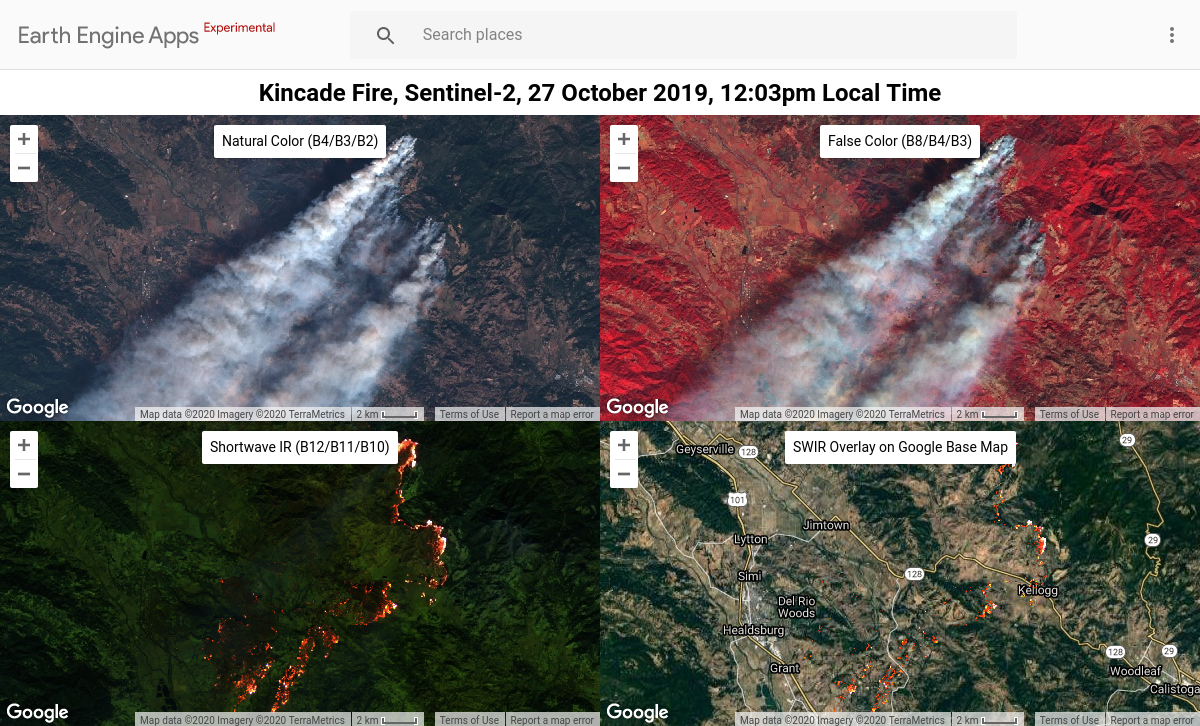 Earth Engine Apps Experimental
Search places
Kincade Fire, Sentinel-2, 27 October 2019, 12:03pm Local Time
+
−
Natural Color (B4/B3/B2)
Google
Map data ©2020 Imagery ©2020 TerraMetrics
2 km
Terms of Use
Report a map error
+
−
False Color (B8/B4/B3)
Google
Map data ©2020 Imagery ©2020 TerraMetrics
2 km
Terms of Use
Report a map error
+
−
Shortwave IR (B12/B11/B10)
Google
Map data ©2020 Imagery ©2020 TerraMetrics
2 km
Terms of Use
Report a map error
+
−
SWIR Overlay on Google Base Map
29
Geyserville
128
101
Jimtown
Lytton
29
Simi
128
Kellogg
Del Rio
Woods
Healdsburg
128
29
Grant
Woodleaf
Calistoga
Google
Map data ©2020 Imagery ©2020 TerraMetrics
2 km
Terms of Use
Report a map error